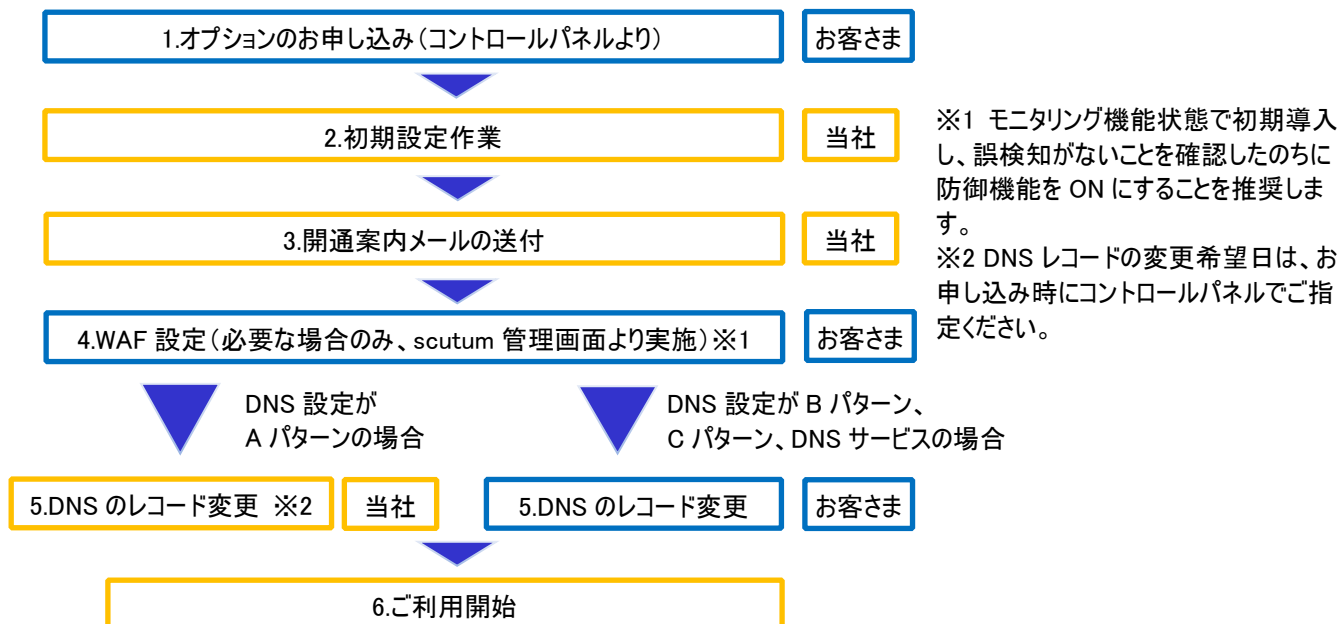 1.オプションのお申し込み（コントロールパネルより）
お客さま
2.初期設定作業
当社
3.開通案内メールの送付
当社
4.WAF 設定（必要な場合のみ、scutum 管理画面より実施）※1
お客さま
※1 モニタリング機能状態で初期導入
し、誤検知がないことを確認したのちに
防御機能を ON にすることを推奨しま
す。
※2 DNS レコードの変更希望日は、お
申し込み時にコントロールパネルでご指
定ください。
DNS 設定が
A パターンの場合
DNS 設定が B パターン、
C パターン、DNS サービスの場合
5.DNS のレコード変更 ※2
当社
5.DNS のレコード変更
お客さま
6.ご利用開始